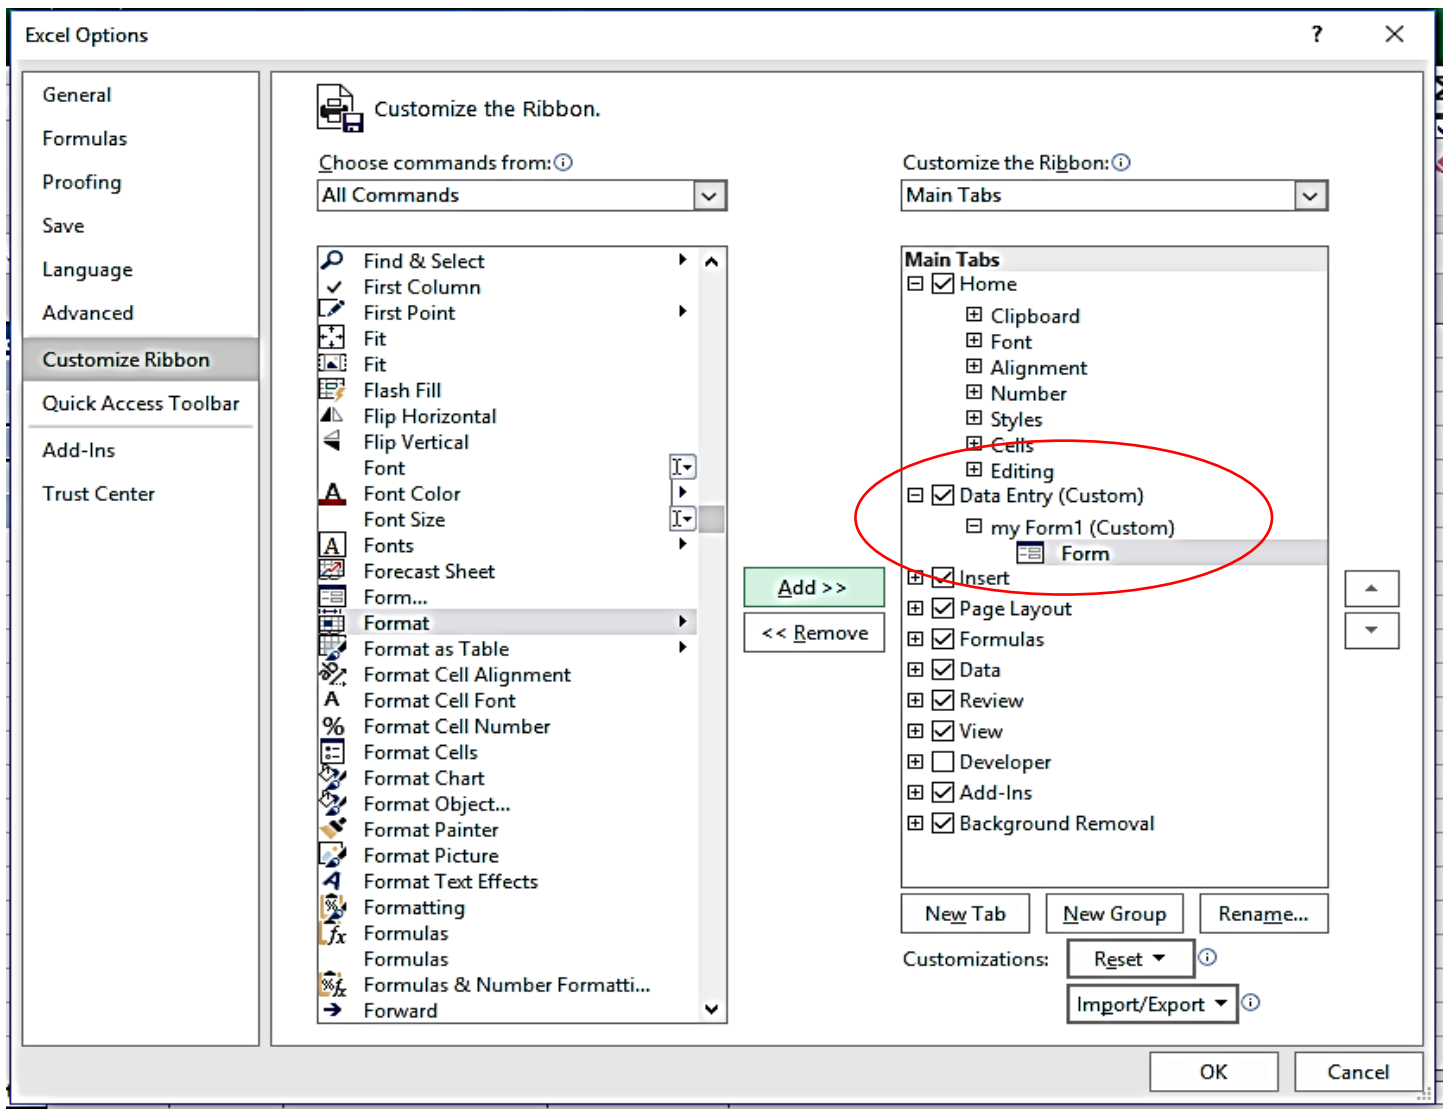 Excel Options
?
General
Formulas
Proofing
Save
Language
Advanced
Customize Ribbon
Quick Access Toolbar
Add-Ins
Trust Center
Customize the Ribbon.
Choose commands from:
All Commands
Find & Select
First Column
First Point
Fit
Fit
Flash Fill
Flip Horizontal
Flip Vertical
Font
Font Color
Font Size
Fonts
Forecast Sheet
Form...
Format
Format as Table
Format Cell Alignment
Format Cell Font
Format Cell Number
Format Cells
Format Chart
Format Object...
Format Painter
Format Picture
Format Text Effects
Formatting
Formulas
Formulas
Formulas & Number Formatti...
Forward
Add >>
<< Remove
Customize the Ribbon:
Main Tabs
Main Tabs
Home
Clipboard
Font
Alignment
Number
Styles
Cells
Editing
Data Entry (Custom)
my Form1 (Custom)
Form
Insert
Page Layout
Formulas
Data
Review
View
Developer
Add-Ins
Background Removal
New Tab
New Group
Rename...
Customizations:
Reset
Import/Export
OK
Cancel